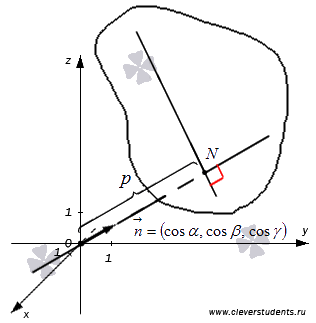 z
N
p
n⃗ = (cos α, cos β, cos γ)
1
0
1
1
y
x
www.cleverstudents.ru